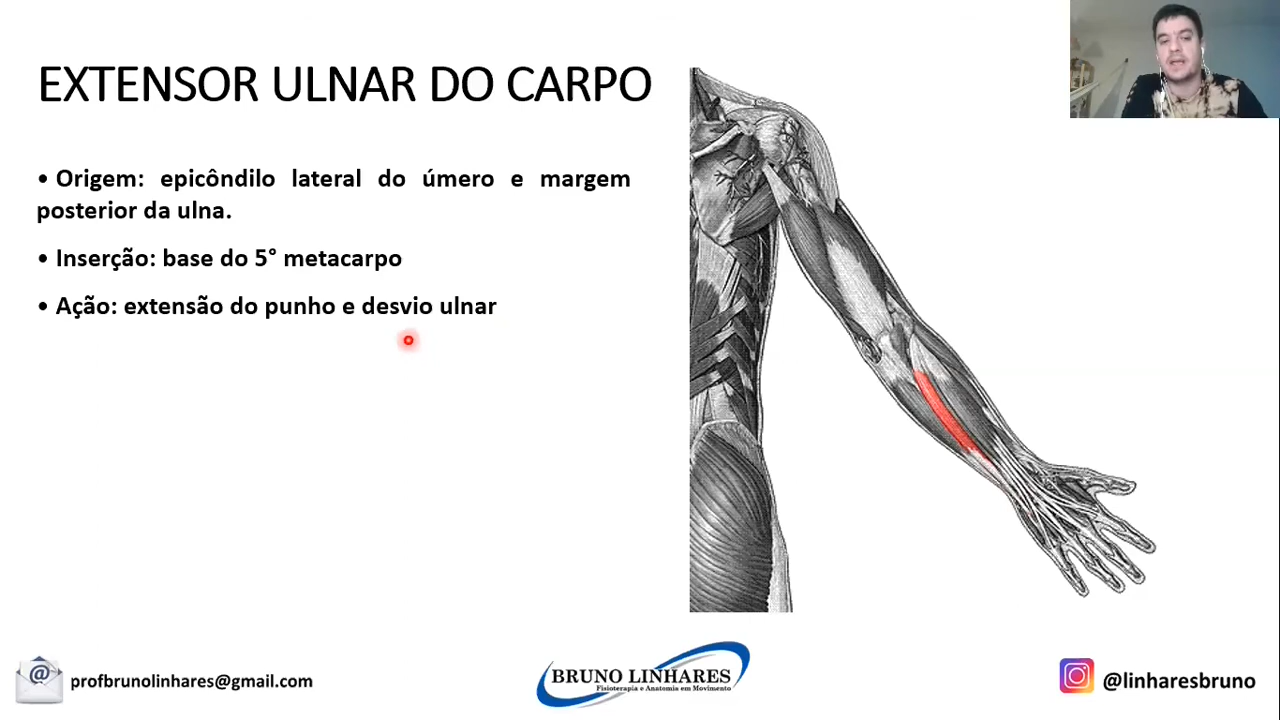 EXTENSOR ULNAR DO CARPO
• Origem: epicôndilo lateral do úmero e margem
posterior da ulna.
• Inserção: base do 5° metacarpo
• Ação: extensão do punho e desvio ulnar
@
profbrunolinhares@gmail.com
BRUNO LINHARES
Fisioterapia e Anatomia em Movimento
@linharesbruno